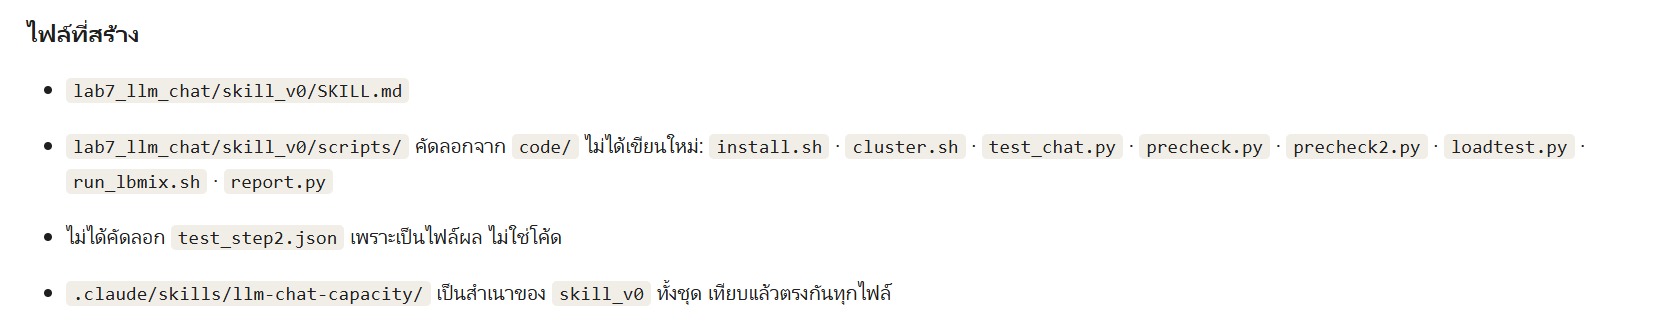 ไฟล์ที่สร้าง
lab7_llm_chat/skill_v0/SKILL.md
lab7_llm_chat/skill_v0/scripts/ คัดลอกจาก code/ ไม่ได้เขียนใหม่: install.sh · cluster.sh · test_chat.py · precheck.py · precheck2.py · loadtest.py ·
run_lbmix.sh · report.py
ไม่ได้คัดลอก test_step2.json เพราะเป็นไฟล์ผล ไม่ใช่โค้ด
.claude/skills/llm-chat-capacity/ เป็นสำเนาของ skill_v0 ทั้งชุด เทียบแล้วตรงกันทุกไฟล์